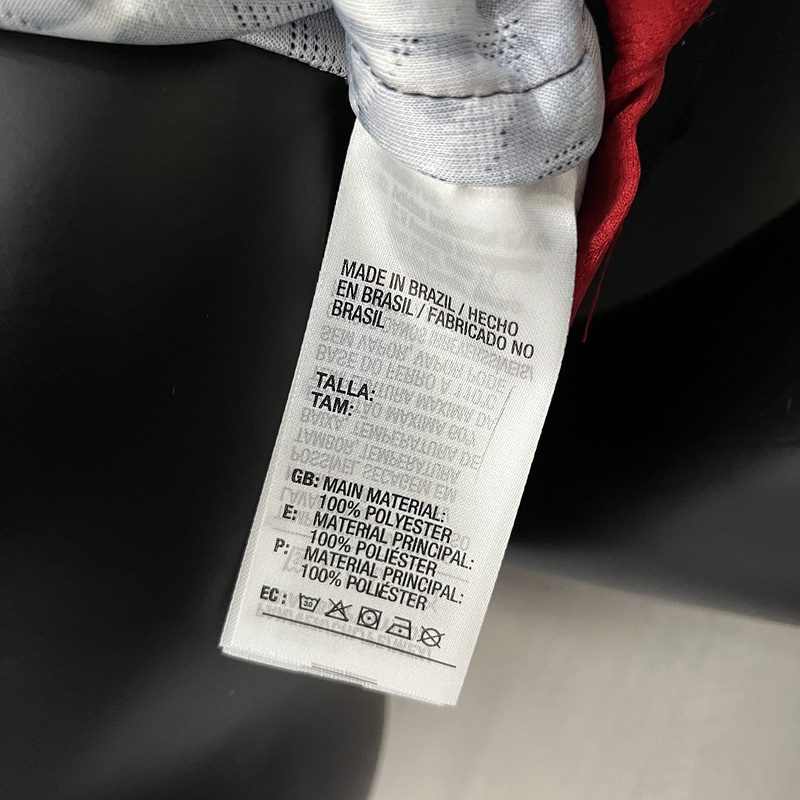 MADE IN BRAZIL / HECHO
EN BRASIL / FABRICADO NO
BRASIL
TALLA:
TAM:
GB: MAIN MATERIAL:
100% POLYESTER
E: MATERIAL PRINCIPAL:
100% POLIÉSTER
P: MATERIAL PRINCIPAL:
100% POLIÉSTER
EC: 30